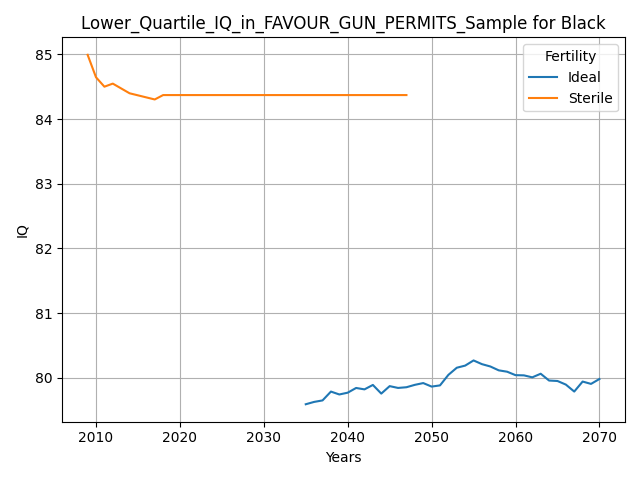 Lower_Quartile_IQ_in_FAVOUR_GUN_PERMITS_Sample for Black
Fertility
Ideal
Sterile
85
84
83
82
81
80
IQ
2010 2020 2030 2040 2050 2060 2070
Years